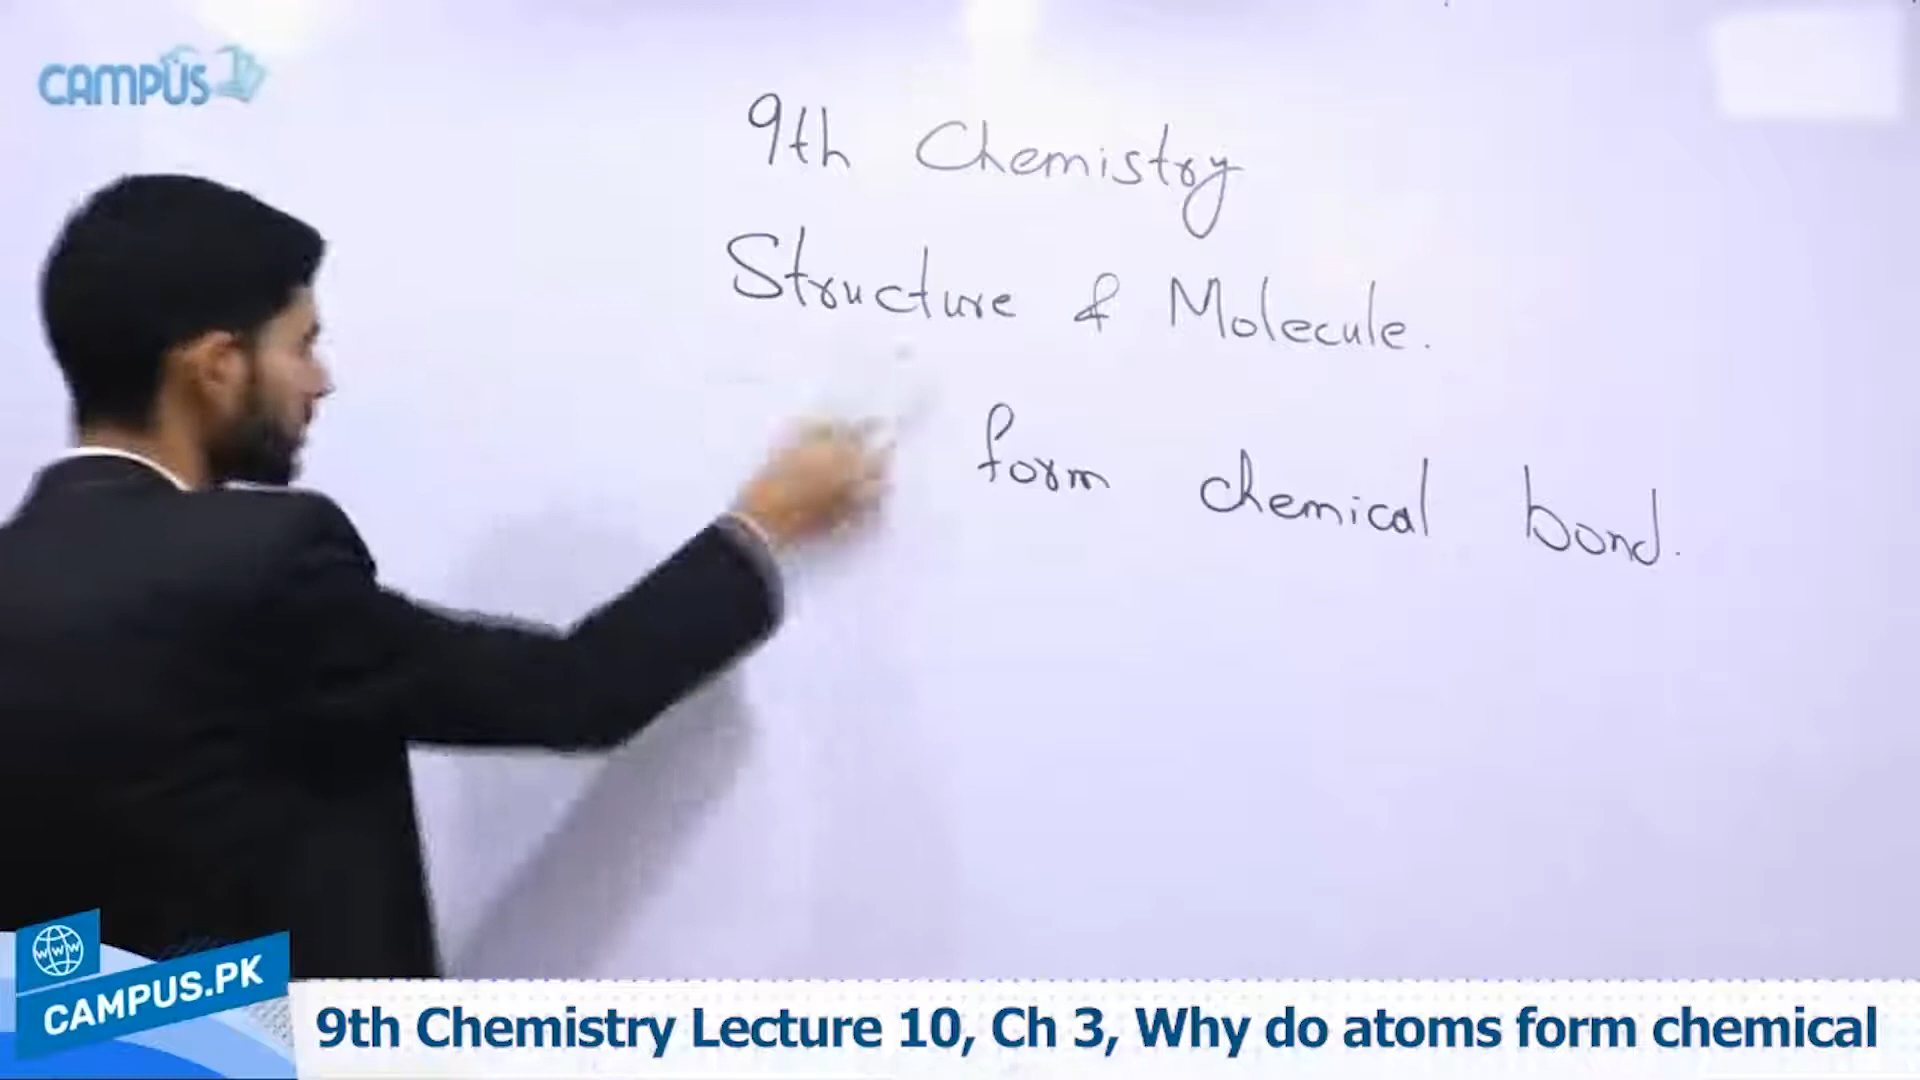 CAMPUS
9th Chemistry
Structure & Molecule.
form chemical bond.
www
CAMPUS.PK
9th Chemistry Lecture 10, Ch 3, Why do atoms form chemical